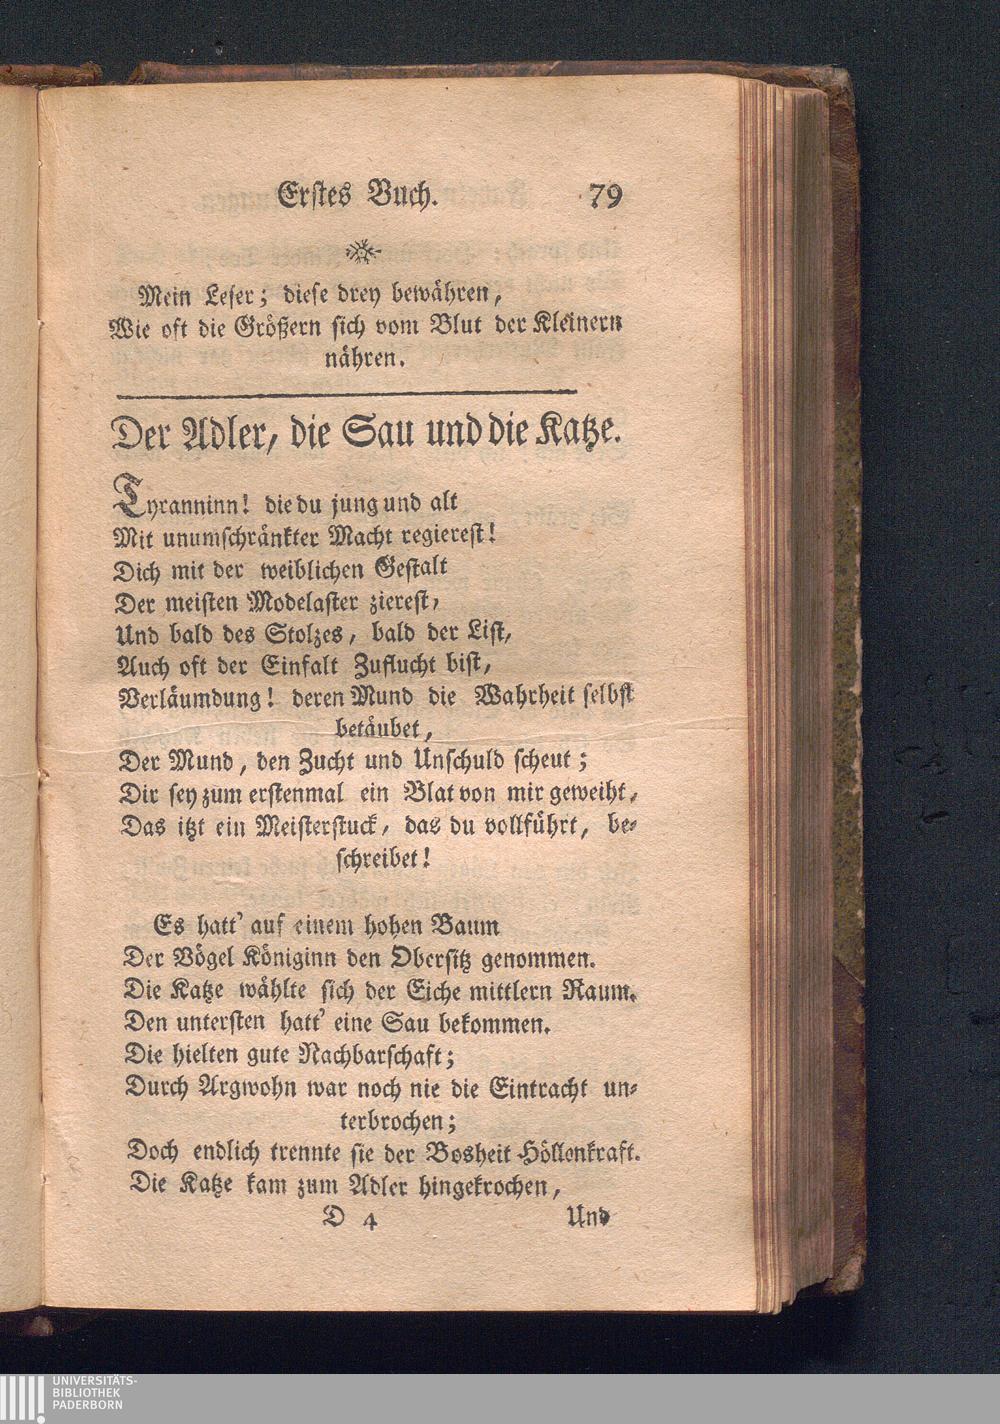 Erstes Buch. 79
Mein Leser; diese drey bewähren,
Wie oft die Größern sich vom Blut der Kleinern
nähren.
Der Adler, die Sau und die Katze.
Tyranninn! die du jung und alt
Mit unumschränkter Macht regierest!
Dich mit der weiblichen Gestalt
Der meisten Modelaster zierest,
Und bald des Stolzes, bald der List,
Auch oft der Einfalt Zuflucht bist,
Verläumdung! deren Mund die Wahrheit selbst
betäubet,
Der Mund, den Zucht und Unschuld scheut;
Dir sey zum erstenmal ein Blat von mir geweiht,
Das itzt ein Meisterstuck, das du vollführt, be-
schreibet!
Es hatt' auf einem hohen Baum
Der Vögel Königinn den Obersitz genommen.
Die Katze wählte sich der Eiche mittlern Raum.
Den untersten hatt' eine Sau bekommen.
Die hielten gute Nachbarschaft;
Durch Argwohn war noch nie die Eintracht un-
terbrochen;
Doch endlich trennte sie der Bosheit Höllenkraft.
Die Katze kam zum Adler hingekrochen,
D 4 Und
UNIVERSITÄTS-
BIBLIOTHEK
PADERBORN